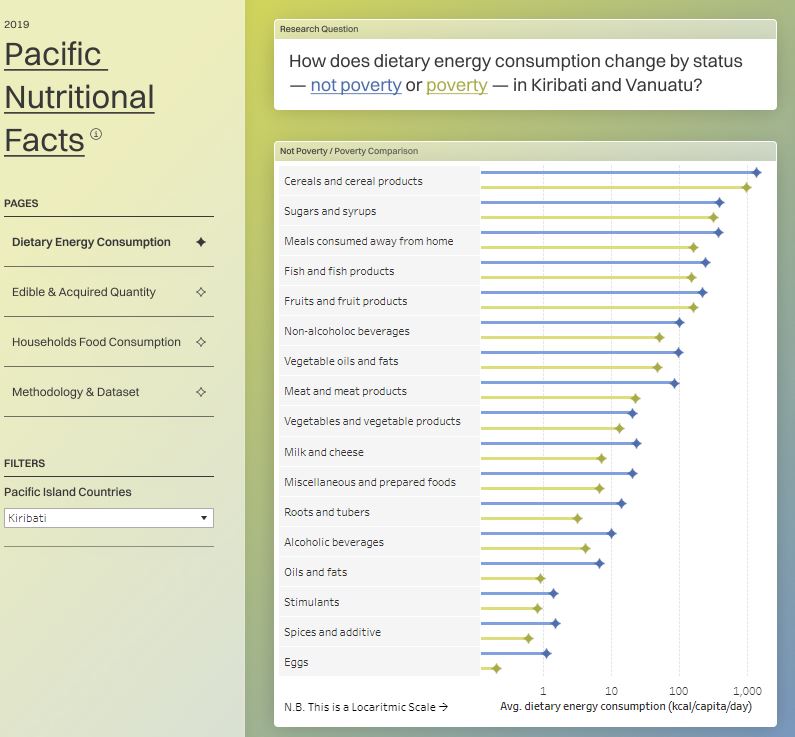 2019
Pacific
Nutritional
Facts ⓘ
PAGES
Dietary Energy Consumption
Edible & Acquired Quantity
Households Food Consumption
Methodology & Dataset
FILTERS
Pacific Island Countries
Kiribati
Research Question
How does dietary energy consumption change by status
— not poverty or poverty — in Kiribati and Vanuatu?
Not Poverty / Poverty Comparison
Cereals and cereal products
Sugars and syrups
Meals consumed away from home
Fish and fish products
Fruits and fruit products
Non-alcoholoc beverages
Vegetable oils and fats
Meat and meat products
Vegetables and vegetable products
Milk and cheese
Miscellaneous and prepared foods
Roots and tubers
Alcoholic beverages
Oils and fats
Stimulants
Spices and additive
Eggs
1 10 100 1,000
N.B. This is a Locaritmic Scale → Avg. dietary energy consumption (kcal/capita/day)